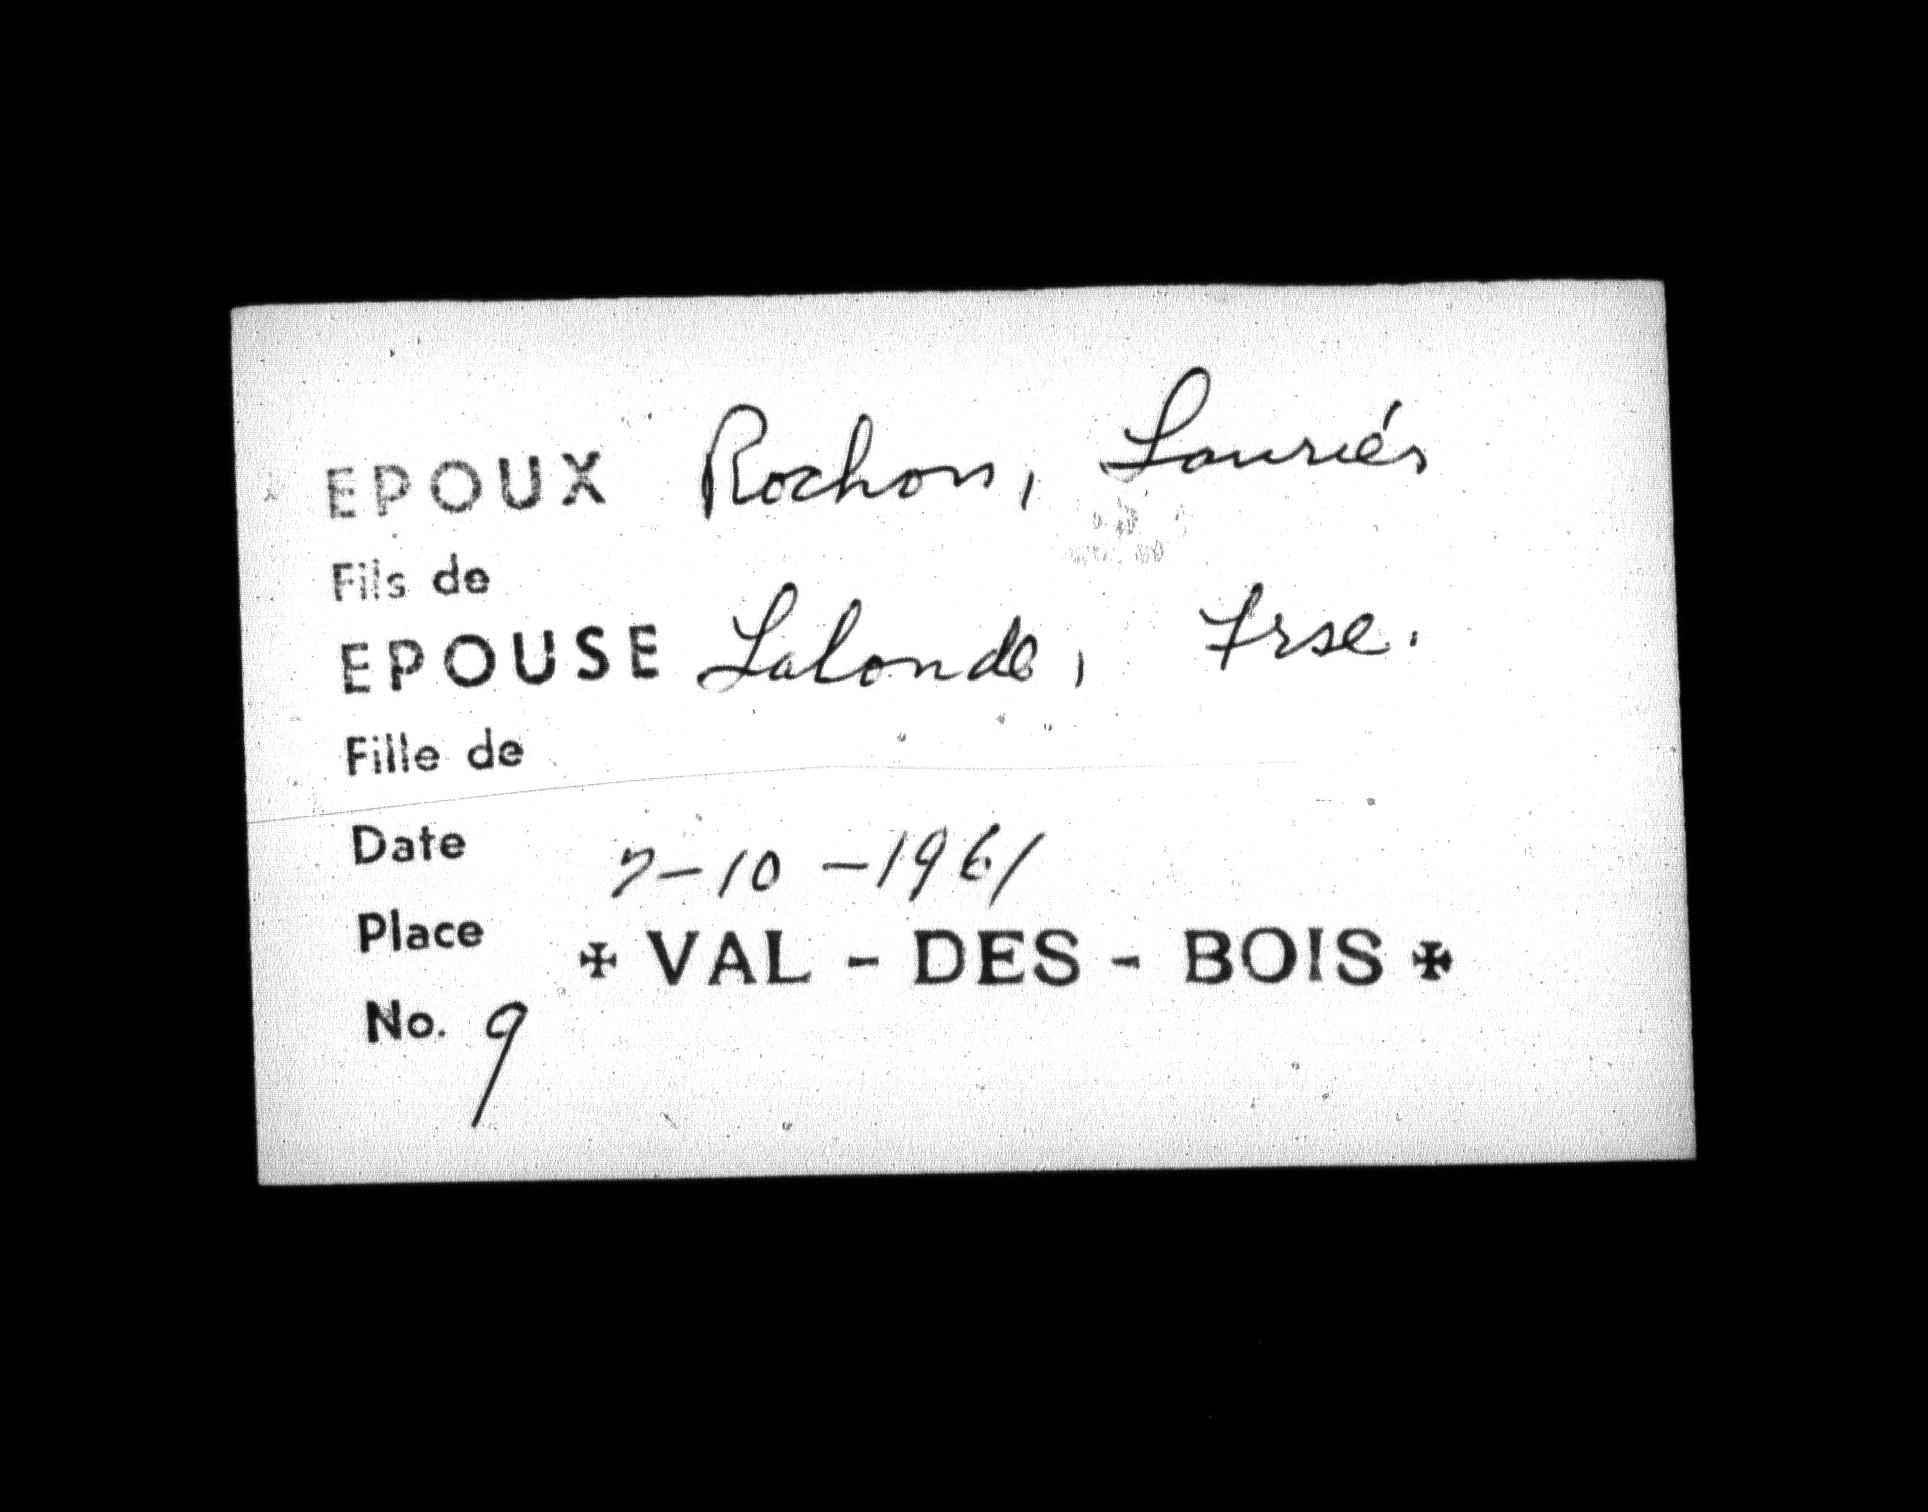 EPOUX Rochon, Lauriér
Fils de
EPOUSE Lalonde, Frse.
Fille de
Date 7-10-1961
Place ✠ VAL - DES - BOIS ✠
No. 9